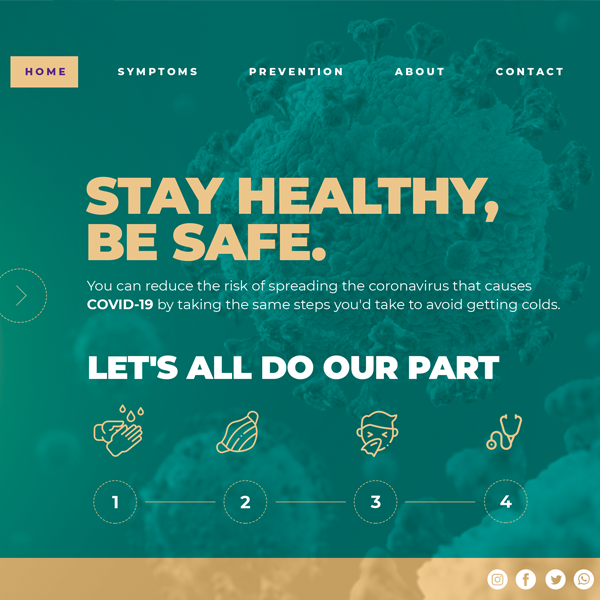 HOME SYMPTOMS PREVENTION ABOUT CONTACT
STAY HEALTHY,
BE SAFE.
You can reduce the risk of spreading the coronavirus that causes
COVID-19 by taking the same steps you'd take to avoid getting colds.
LET'S ALL DO OUR PART
1 2 3 4